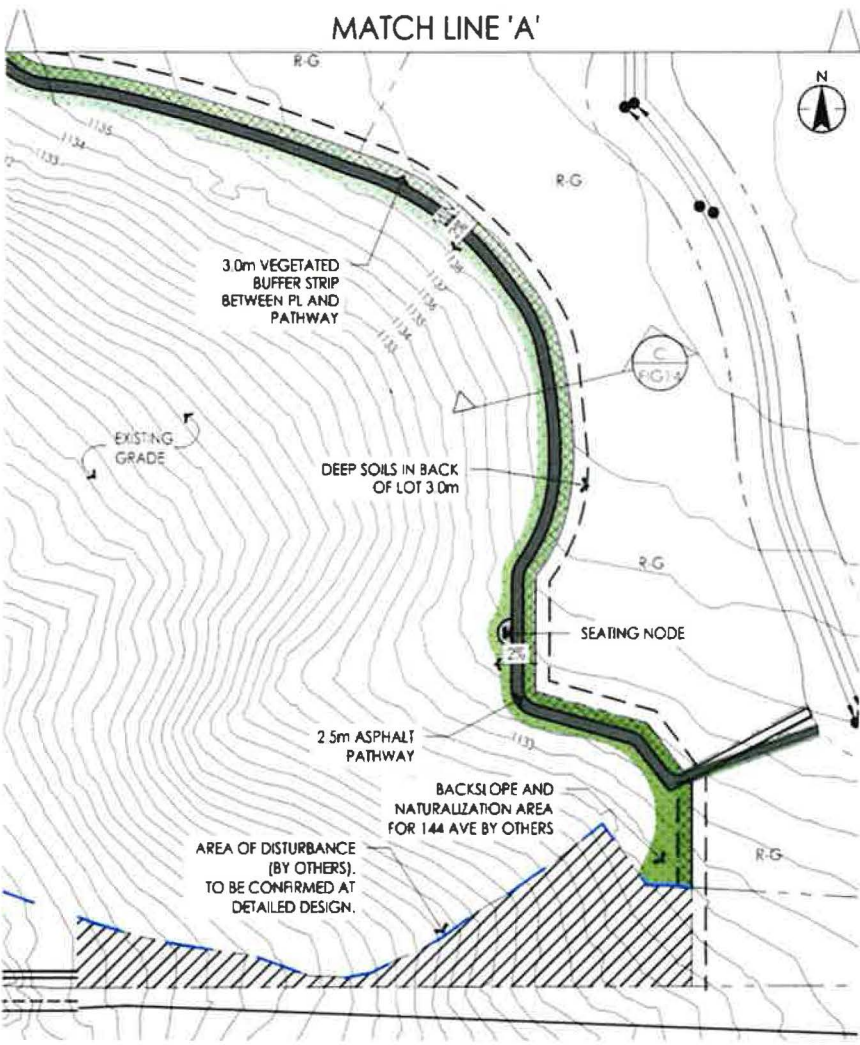 MATCH LINE 'A'
R-G
N
1135
1134
1133
R-G
3.0m VEGETATED
BUFFER STRIP
BETWEEN PL AND
PATHWAY
1138
1137
1136
1135
1134
1133
C
FIG14
EXISTING
GRADE
DEEP SOILS IN BACK
OF LOT 3.0m
R-G
SEATING NODE
2%
2.5m ASPHALT
PATHWAY
1133
BACKSLOPE AND
NATURALIZATION AREA
FOR 144 AVE BY OTHERS
AREA OF DISTURBANCE
(BY OTHERS).
TO BE CONFIRMED AT
DETAILED DESIGN.
R-G